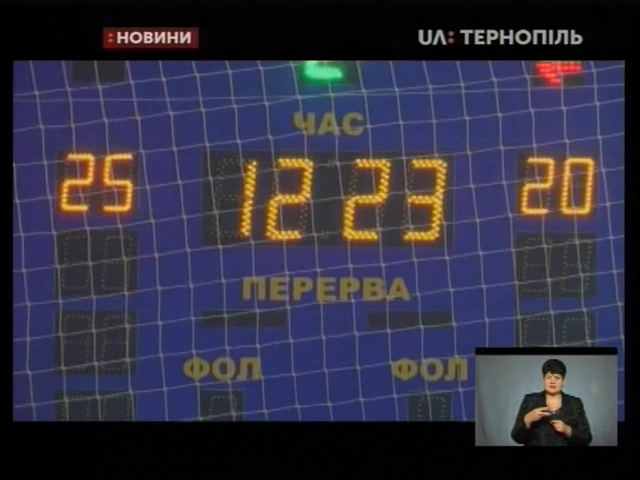 :НОВИНИ
UA: ТЕРНОПІЛЬ
ЧАС
25 12 23 20
ПЕРЕРВА
ФОЛ ФОЛ